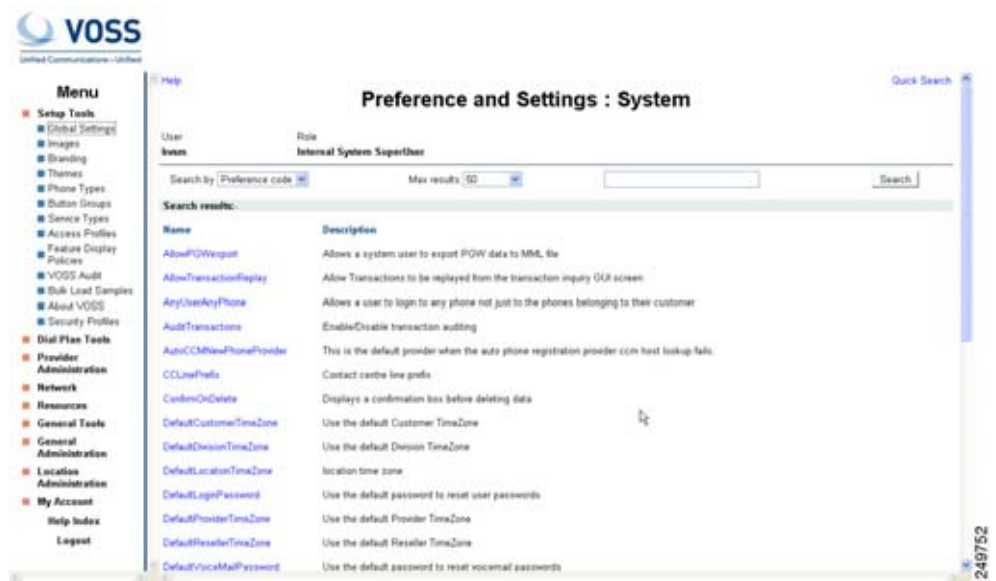 VOSS
United Communications - Unified
Menu
Setup Tools
Global Settings
Images
Branding
Themes
Phone Types
Button Groups
Service Types
Access Profiles
Feature Display
Policies
VOSS Audit
Bulk Load Samples
About VOSS
Security Profiles
Dial Plan Tools
Provider
Administration
Network
Resources
General Tools
General
Administration
Location
Administration
My Account
Help Index
Logout
Help
Quick Search
Preference and Settings : System
User Role
bvsm Internal System SuperUser
Search by Preference code Max results 50 Search
Search results:-
Name Description
AllowPGWexport Allows a system user to export PGW data to MML file
AllowTransactionReplay Allow Transactions to be replayed from the transaction inquiry GUI screen
AnyUserAnyPhone Allows a user to login to any phone not just to the phones belonging to their customer
AuditTransactions Enable/Disable transaction auditing
AutoCCMNewPhoneProvider This is the default provider when the auto phone registration provider ccm host lookup fails.
CCLinePrefix Contact centre line prefix
ConfirmOnDelete Displays a confirmation box before deleting data
DefaultCustomerTimeZone Use the default Customer TimeZone
DefaultDivisionTimeZone Use the default Division TimeZone
DefaultLocationTimeZone location time zone
DefaultLoginPassword Use the default password to reset user passwords
DefaultProviderTimeZone Use the default Provider TimeZone
DefaultResellerTimeZone Use the default Reseller TimeZone
DefaultVoiceMailPassword Use the default password to reset voicemail passwords
249752